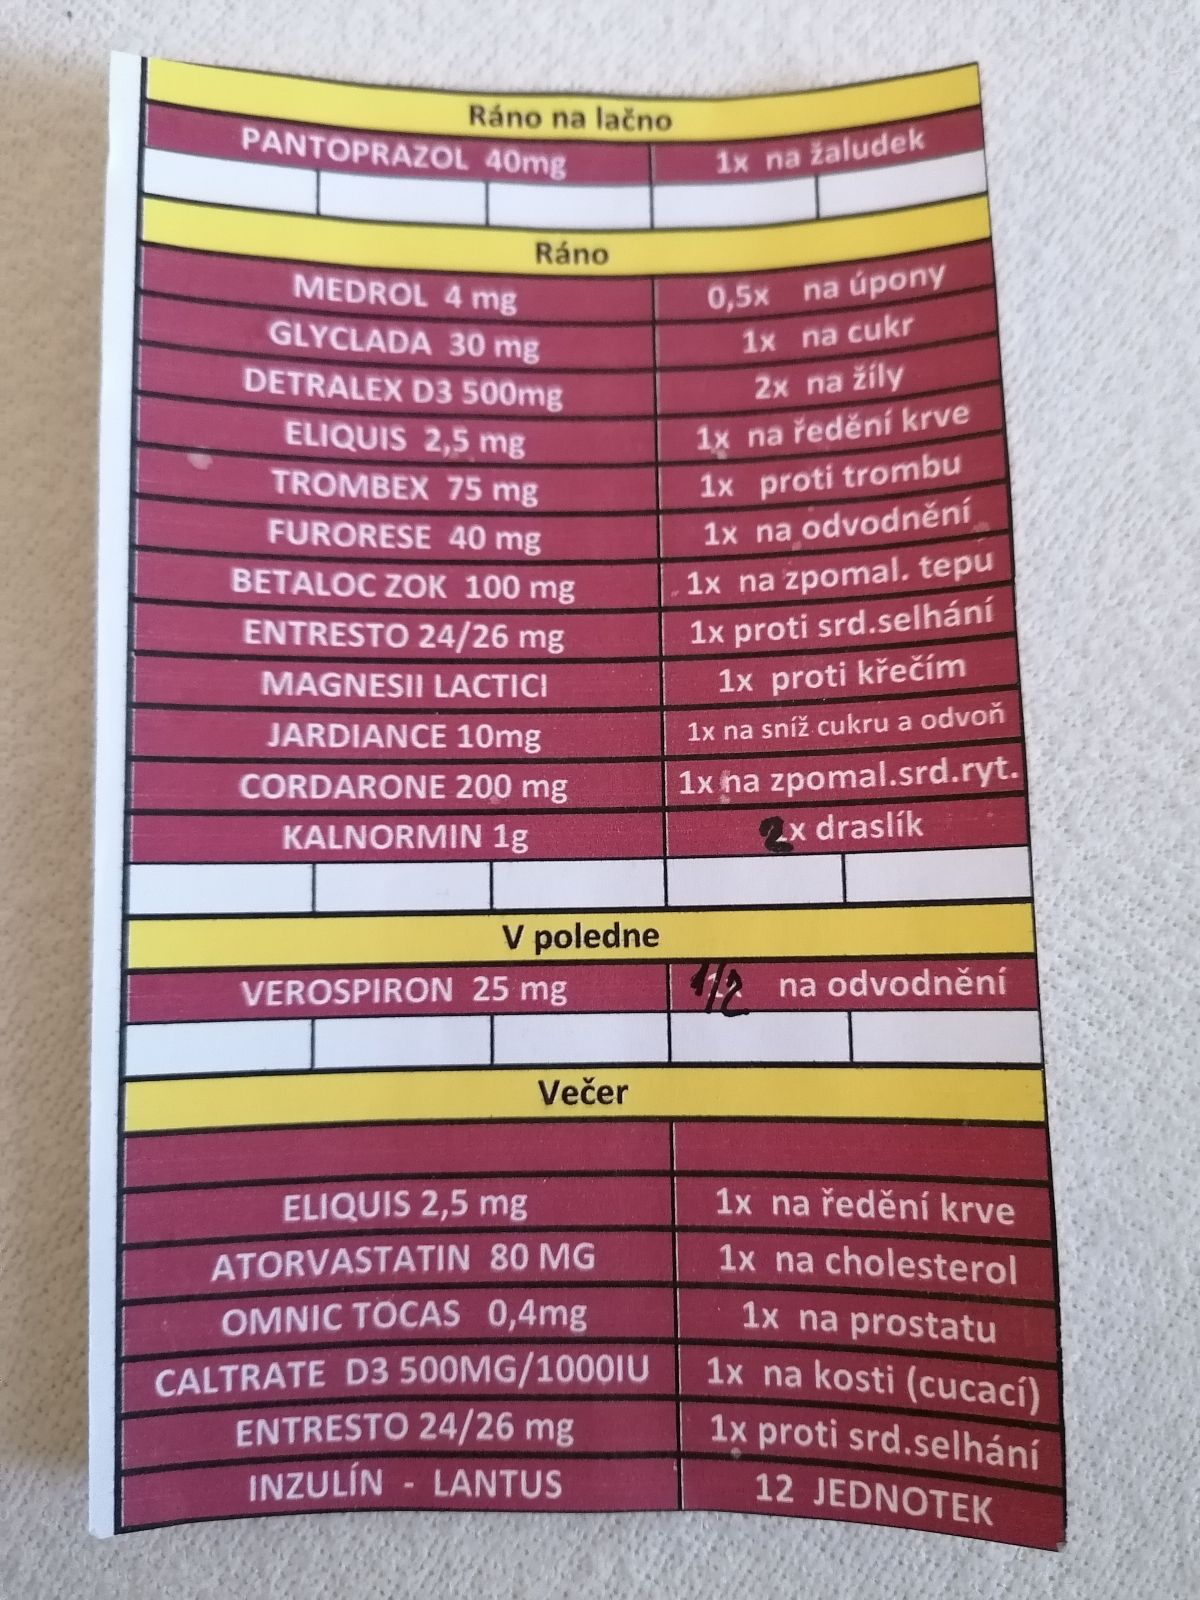 Ráno na lačno
PANTOPRAZOL 40mg 1x na žaludek
Ráno
MEDROL 4 mg 0,5x na úpony
GLYCLADA 30 mg 1x na cukr
DETRALEX D3 500mg 2x na žíly
ELIQUIS 2,5 mg 1x na ředění krve
TROMBEX 75 mg 1x proti trombu
FURORESE 40 mg 1x na odvodnění
BETALOC ZOK 100 mg 1x na zpomal. tepu
ENTRESTO 24/26 mg 1x proti srd.selhání
MAGNESII LACTICI 1x proti křečím
JARDIANCE 10mg 1x na sníž cukru a odvoň
CORDARONE 200 mg 1x na zpomal.srd.ryt.
KALNORMIN 1g 2x draslík
V poledne
VEROSPIRON 25 mg 1/2 na odvodnění
Večer
ELIQUIS 2,5 mg 1x na ředění krve
ATORVASTATIN 80 MG 1x na cholesterol
OMNIC TOCAS 0,4mg 1x na prostatu
CALTRATE D3 500MG/1000IU 1x na kosti (cucací)
ENTRESTO 24/26 mg 1x proti srd.selhání
INZULÍN - LANTUS 12 JEDNOTEK